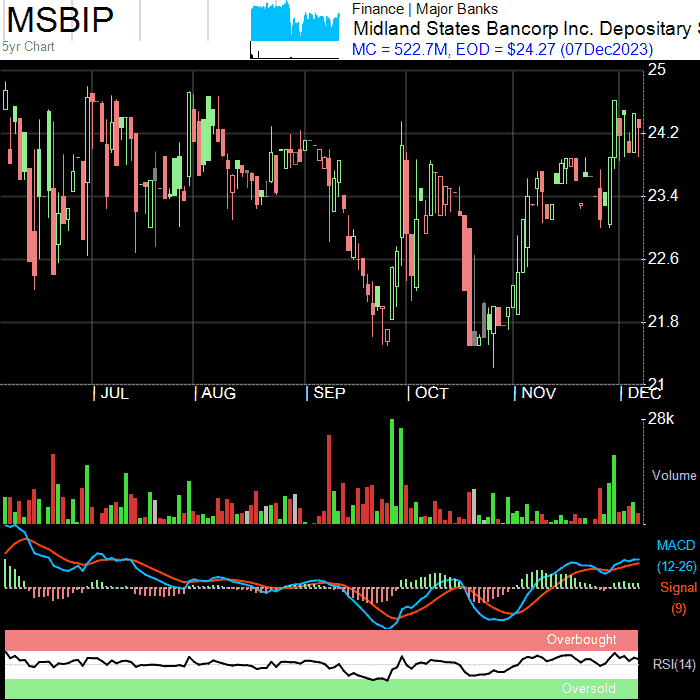 MSBIP
5yr Chart
Finance | Major Banks
Midland States Bancorp Inc. Depositary
MC = 522.7M, EOD = $24.27 (07Dec2023)
25
24.2
23.4
22.6
21.8
21
| JUL | AUG | SEP | OCT | NOV | DEC
28k
Volume
MACD
(12-26)
Signal
(9)
Overbought
RSI(14)
Oversold